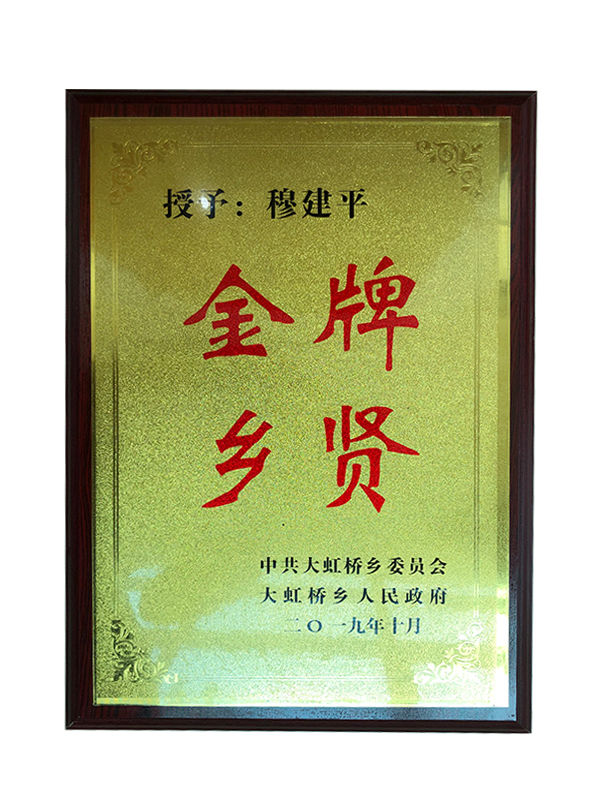 授予：穆建平
金牌
乡贤
中共大虹桥乡委员会
大虹桥乡人民政府
二〇一九年十月